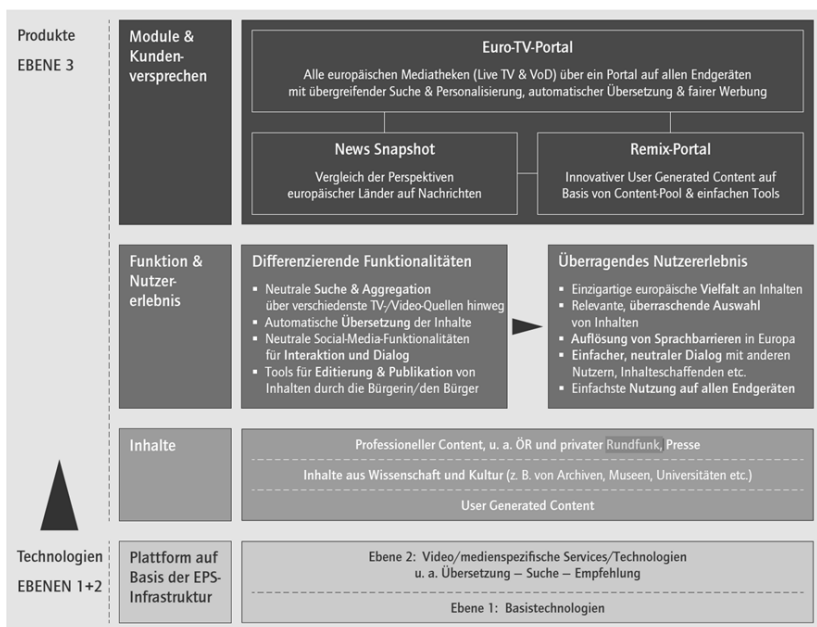 Produkte
EBENE 3
Module &
Kunden-
versprechen
Euro-TV-Portal
Alle europäischen Mediatheken (Live TV & VoD) über ein Portal auf allen Endgeräten
mit übergreifender Suche & Personalisierung, automatischer Übersetzung & fairer Werbung
News Snapshot
Vergleich der Perspektiven
europäischer Länder auf Nachrichten
Remix-Portal
Innovativer User Generated Content auf
Basis von Content-Pool & einfachen Tools
Funktion &
Nutzer-
erlebnis
Differenzierende Funktionalitäten
▪ Neutrale Suche & Aggregation
über verschiedenste TV-/Video-Quellen hinweg
▪ Automatische Übersetzung der Inhalte
▪ Neutrale Social-Media-Funktionalitäten
für Interaktion und Dialog
▪ Tools für Editierung & Publikation von
Inhalten durch die Bürgerin/den Bürger
Überragendes Nutzererlebnis
▪ Einzigartige europäische Vielfalt an Inhalten
▪ Relevante, überraschende Auswahl
von Inhalten
▪ Auflösung von Sprachbarrieren in Europa
▪ Einfacher, neutraler Dialog mit anderen
Nutzern, Inhalteschaffenden etc.
▪ Einfachste Nutzung auf allen Endgeräten
Inhalte
Professioneller Content, u. a. ÖR und privater Rundfunk, Presse
Inhalte aus Wissenschaft und Kultur (z. B. von Archiven, Museen, Universitäten etc.)
User Generated Content
Technologien
EBENEN 1+2
Plattform auf
Basis der EPS-
Infrastruktur
Ebene 2: Video/medienspezifische Services/Technologien
u. a. Übersetzung – Suche – Empfehlung
Ebene 1: Basistechnologien